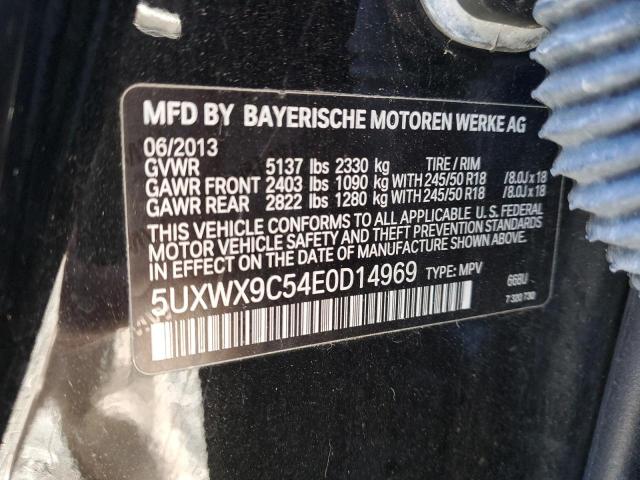 MFD BY BAYERISCHE MOTOREN WERKE AG
06/2013
GVWR 5137 lbs 2330 kg TIRE / RIM
GAWR FRONT 2403 lbs 1090 kg WITH 245/50 R18 /8.0J x 18
GAWR REAR 2822 lbs 1280 kg WITH 245/50 R18 /8.0J x 18
THIS VEHICLE CONFORMS TO ALL APPLICABLE U.S. FEDERAL
MOTOR VEHICLE SAFETY AND THEFT PREVENTION STANDARDS
IN EFFECT ON THE DATE OF MANUFACTURE SHOWN ABOVE.
5UXWX9C54E0D14969 TYPE: MPV 668U
7 320 730